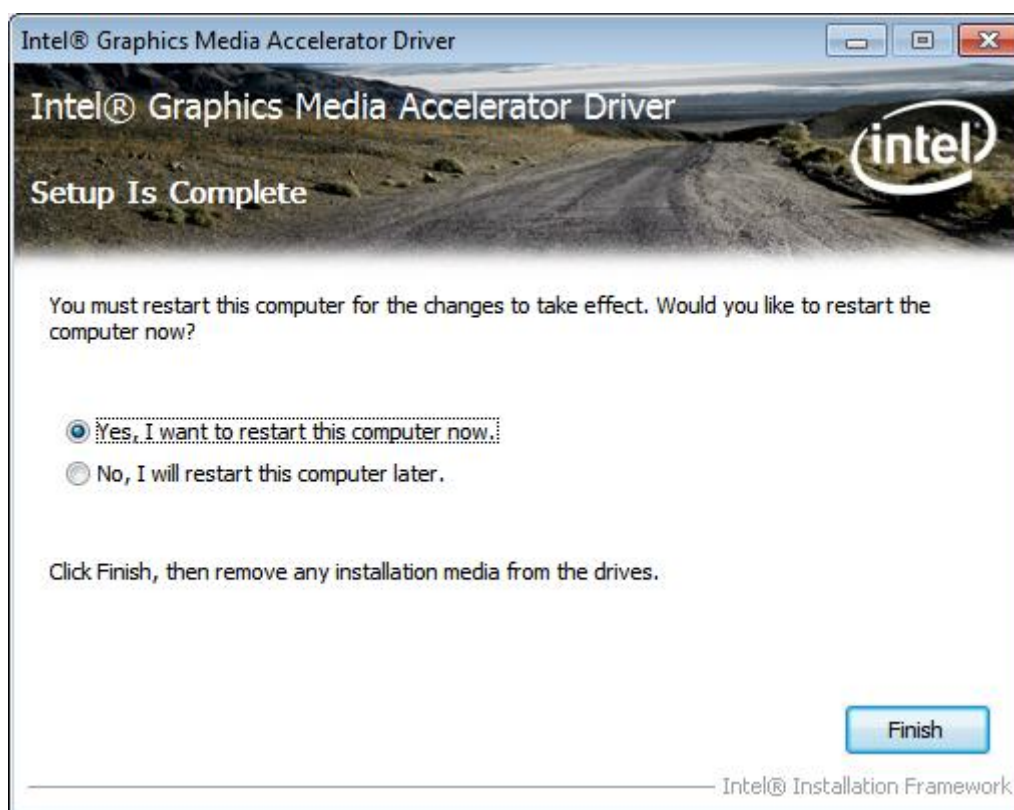 Intel® Graphics Media Accelerator Driver
Intel® Graphics Media Accelerator Driver
intel
Setup Is Complete
You must restart this computer for the changes to take effect. Would you like to restart the
computer now?
Yes, I want to restart this computer now.
No, I will restart this computer later.
Click Finish, then remove any installation media from the drives.
Finish
Intel® Installation Framework